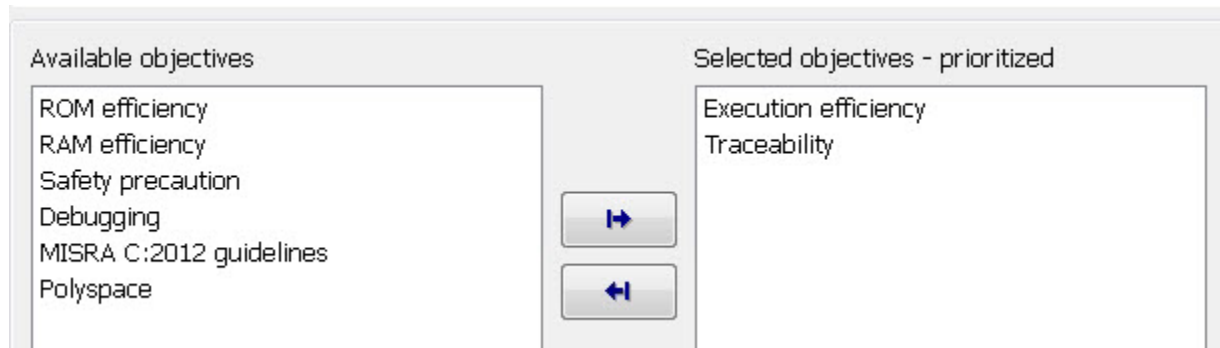 Available objectives
ROM efficiency
RAM efficiency
Safety precaution
Debugging
MISRA C:2012 guidelines
Polyspace
Selected objectives - prioritized
Execution efficiency
Traceability